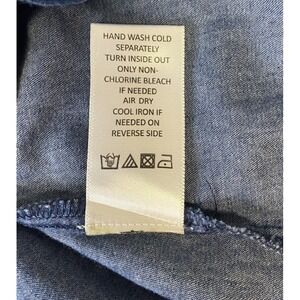 HAND WASH COLD
SEPARATELY
TURN INSIDE OUT
ONLY NON-
CHLORINE BLEACH
IF NEEDED
AIR DRY
COOL IRON IF
NEEDED ON
REVERSE SIDE